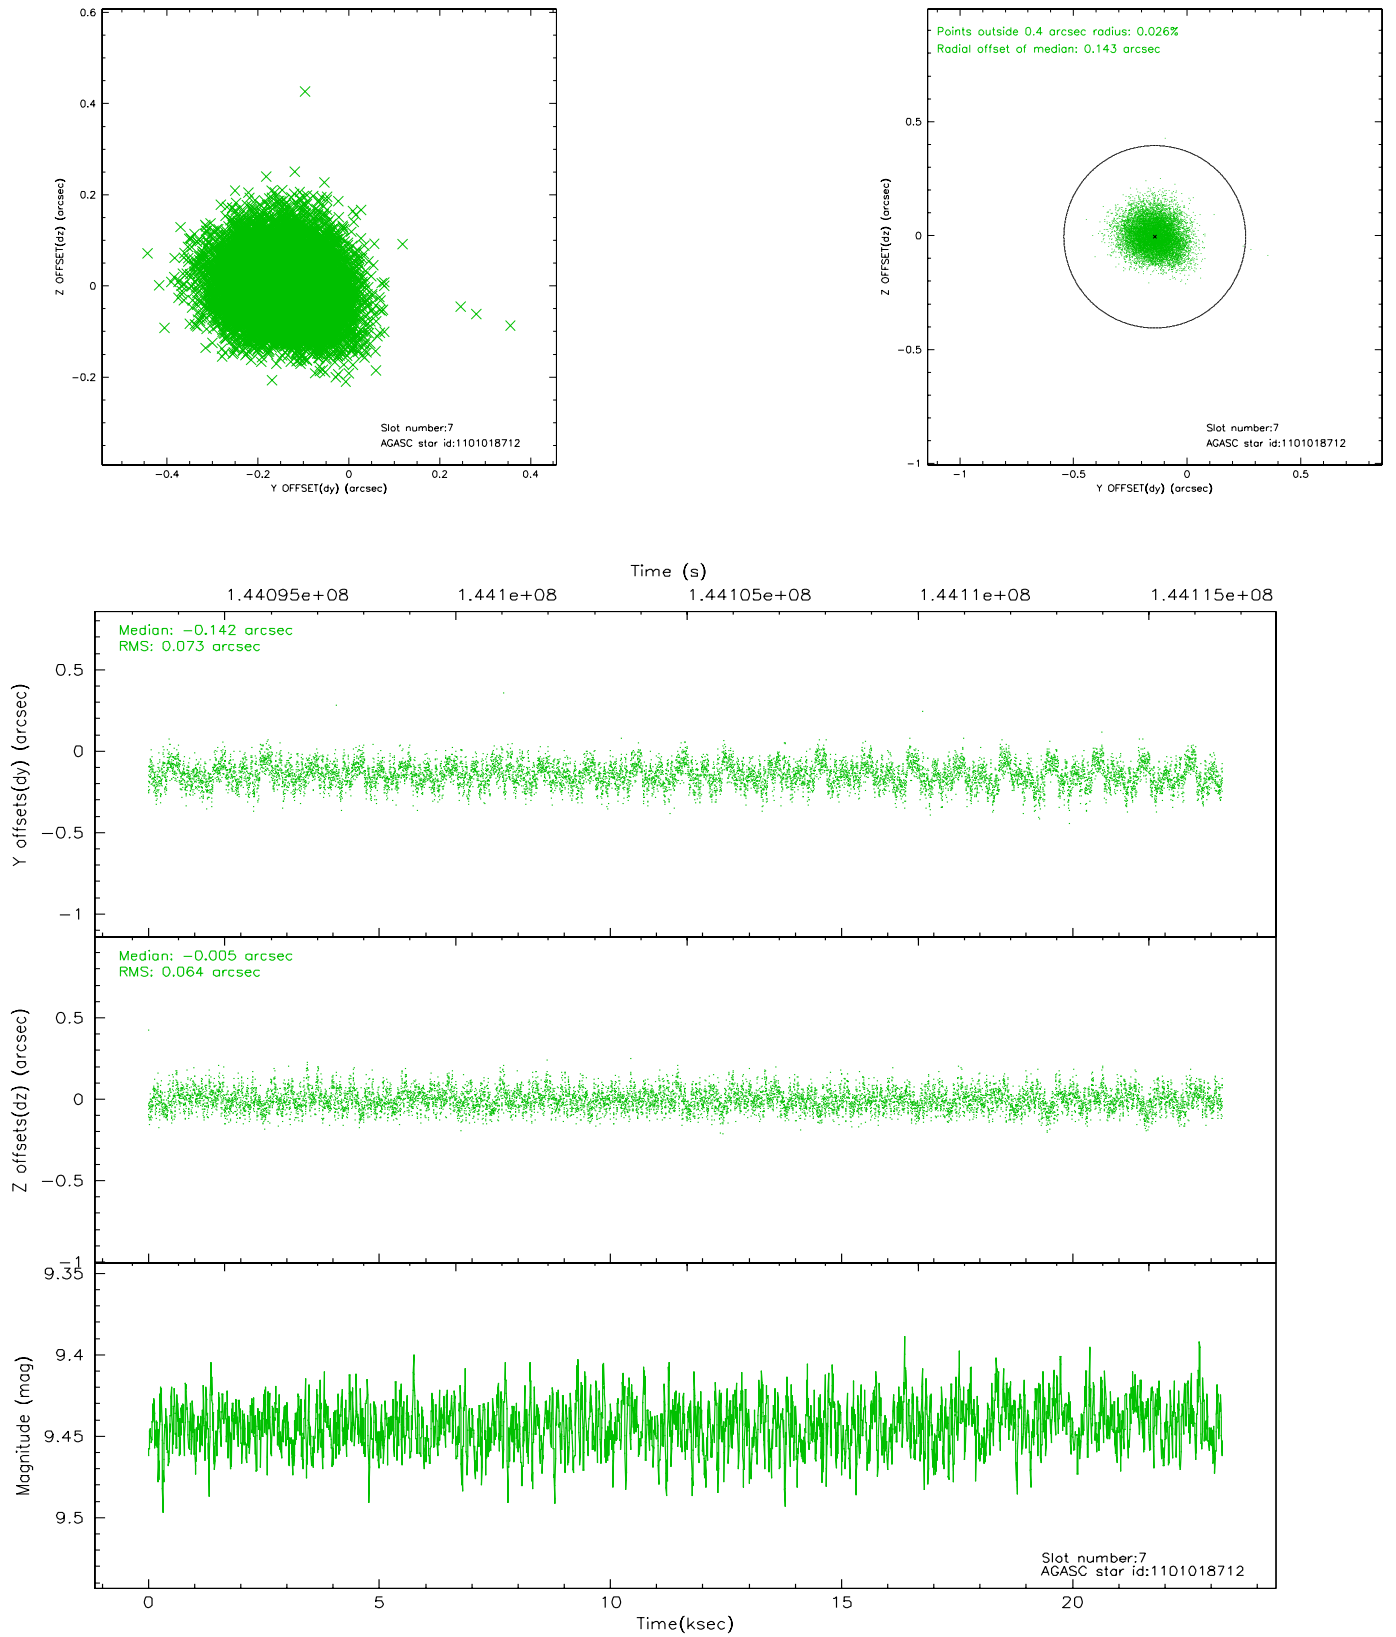 0.6
0.4
0.2
0
−0.2
Z OFFSET(dz) (arcsec)
−0.4 −0.2 0 0.2 0.4
Y OFFSET(dy) (arcsec)
Slot number:7
AGASC star id:1101018712
Points outside 0.4 arcsec radius: 0.026%
Radial offset of median: 0.143 arcsec
0.5
0
−0.5
−1
Z OFFSET(dz) (arcsec)
−1 −0.5 0 0.5
Y OFFSET(dy) (arcsec)
Slot number:7
AGASC star id:1101018712
Time (s)
1.44095e+08 1.441e+08 1.44105e+08 1.4411e+08 1.44115e+08
Median: −0.142 arcsec
RMS: 0.073 arcsec
0.5
0
−0.5
−1
Y offsets(dy) (arcsec)
Median: −0.005 arcsec
RMS: 0.064 arcsec
0.5
0
−0.5
−1
Z offsets(dz) (arcsec)
9.35
9.4
9.45
9.5
Magnitude (mag)
Slot number:7
AGASC star id:1101018712
0 5 10 15 20
Time(ksec)